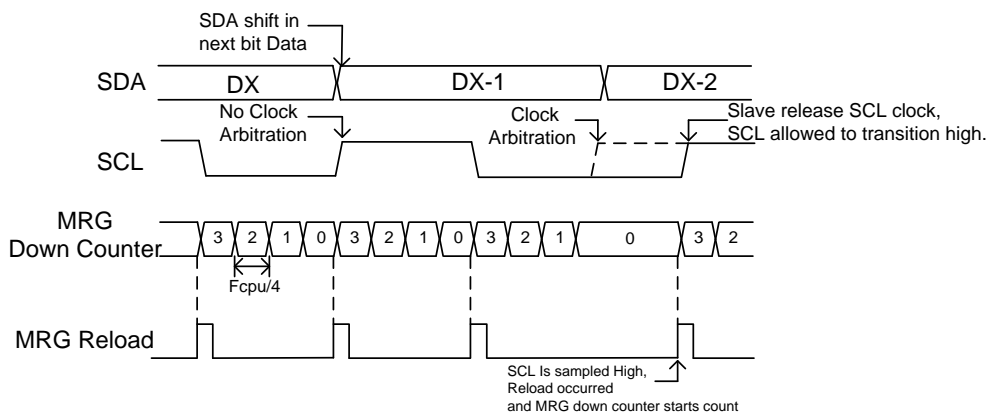 SDA shift in
next bit Data
SDA
DX
DX-1
DX-2
No Clock
Arbitration
Clock
Arbitration
Slave release SCL clock,
SCL allowed to transition high.
SCL
MRG
Down Counter
3 2 1 0 3 2 1 0 3 2 1 0 3 2
Fcpu/4
MRG Reload
SCL Is sampled High,
Reload occurred
and MRG down counter starts count